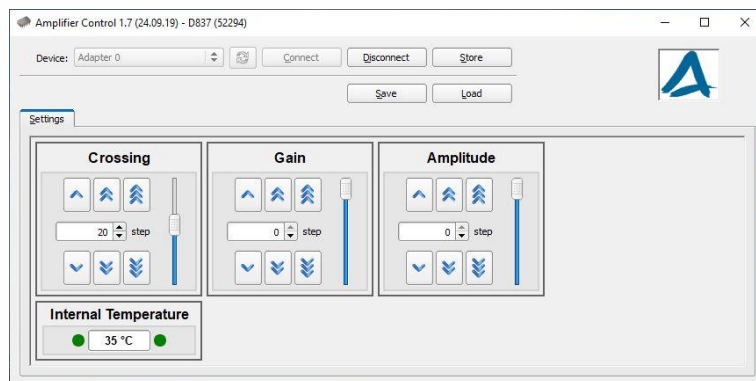 Amplifier Control 1.7 (24.09.19) - D837 (52294)
Device: Adapter 0 Connect Disconnect Store
Save Load
Settings
Crossing Gain Amplitude
20 step 0 step 0 step
Internal Temperature
35 °C